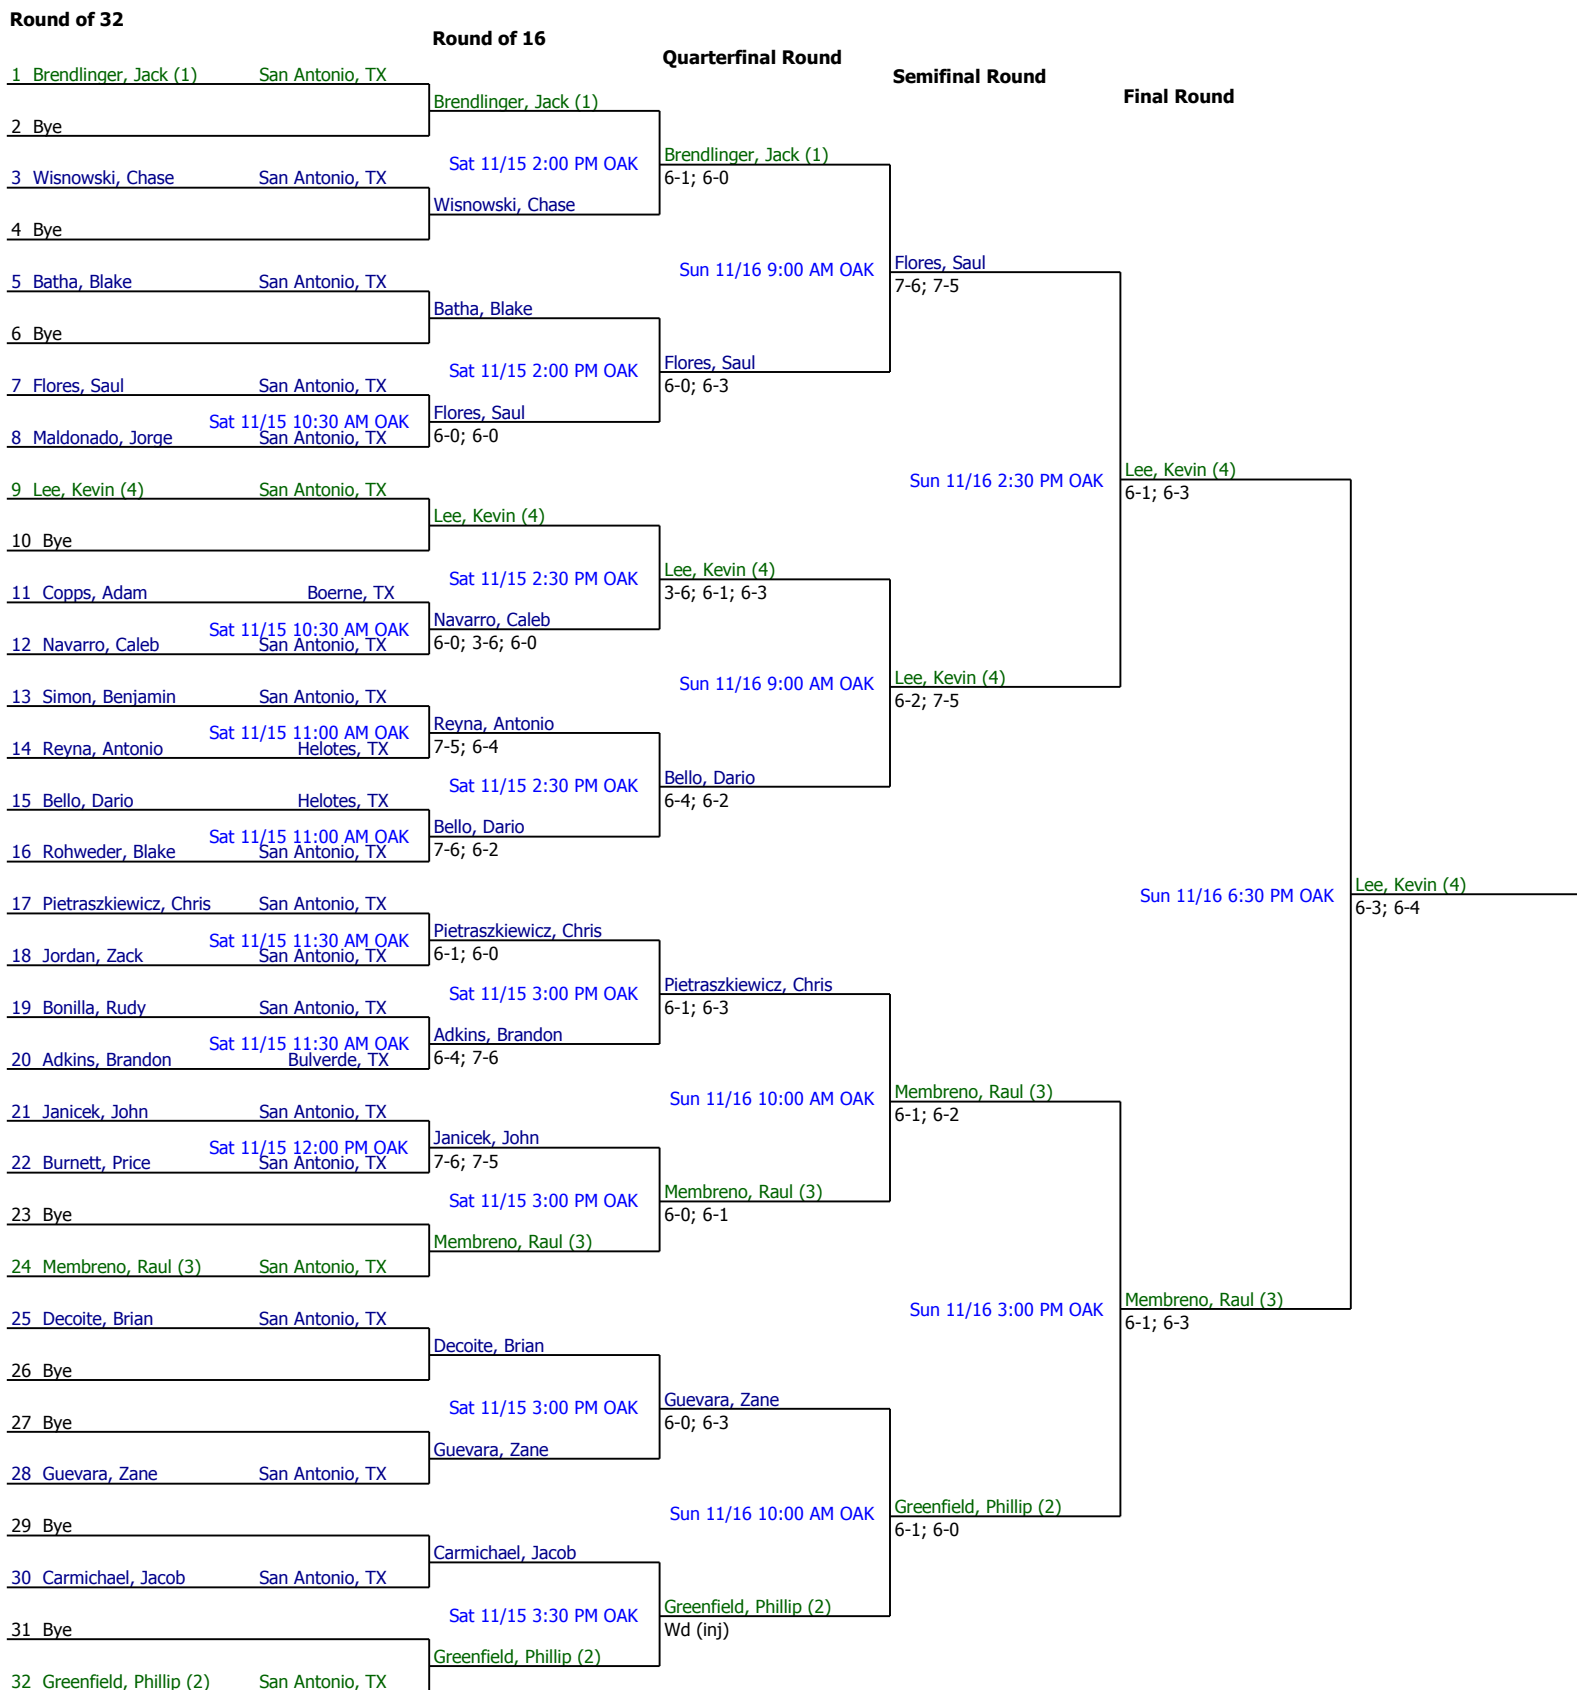 Round of 32
Round of 16
Quarterfinal Round
Semifinal Round
Final Round
1 Brendlinger, Jack (1) San Antonio, TX
2 Bye
3 Wisnowski, Chase San Antonio, TX
4 Bye
5 Batha, Blake San Antonio, TX
6 Bye
7 Flores, Saul San Antonio, TX
Sat 11/15 10:30 AM OAK
8 Maldonado, Jorge San Antonio, TX
9 Lee, Kevin (4) San Antonio, TX
10 Bye
11 Copps, Adam Boerne, TX
Sat 11/15 10:30 AM OAK
12 Navarro, Caleb San Antonio, TX
13 Simon, Benjamin San Antonio, TX
Sat 11/15 11:00 AM OAK
14 Reyna, Antonio Helotes, TX
15 Bello, Dario Helotes, TX
Sat 11/15 11:00 AM OAK
16 Rohweder, Blake San Antonio, TX
17 Pietraszkiewicz, Chris San Antonio, TX
Sat 11/15 11:30 AM OAK
18 Jordan, Zack San Antonio, TX
19 Bonilla, Rudy San Antonio, TX
Sat 11/15 11:30 AM OAK
20 Adkins, Brandon Bulverde, TX
21 Janicek, John San Antonio, TX
Sat 11/15 12:00 PM OAK
22 Burnett, Price San Antonio, TX
23 Bye
24 Membreno, Raul (3) San Antonio, TX
25 Decoite, Brian San Antonio, TX
26 Bye
27 Bye
28 Guevara, Zane San Antonio, TX
29 Bye
30 Carmichael, Jacob San Antonio, TX
31 Bye
32 Greenfield, Phillip (2) San Antonio, TX
Brendlinger, Jack (1)
Sat 11/15 2:00 PM OAK
Wisnowski, Chase
Batha, Blake
Sat 11/15 2:00 PM OAK
Flores, Saul
6-0; 6-0
Lee, Kevin (4)
Sat 11/15 2:30 PM OAK
Navarro, Caleb
6-0; 3-6; 6-0
Reyna, Antonio
7-5; 6-4
Sat 11/15 2:30 PM OAK
Bello, Dario
7-6; 6-2
Pietraszkiewicz, Chris
6-1; 6-0
Sat 11/15 3:00 PM OAK
Adkins, Brandon
6-4; 7-6
Janicek, John
7-6; 7-5
Sat 11/15 3:00 PM OAK
Membreno, Raul (3)
Decoite, Brian
Sat 11/15 3:00 PM OAK
Guevara, Zane
Carmichael, Jacob
Sat 11/15 3:30 PM OAK
Greenfield, Phillip (2)
Brendlinger, Jack (1)
6-1; 6-0
Sun 11/16 9:00 AM OAK
Flores, Saul
6-0; 6-3
Lee, Kevin (4)
3-6; 6-1; 6-3
Sun 11/16 9:00 AM OAK
Bello, Dario
6-4; 6-2
Pietraszkiewicz, Chris
6-1; 6-3
Sun 11/16 10:00 AM OAK
Membreno, Raul (3)
6-0; 6-1
Guevara, Zane
6-0; 6-3
Sun 11/16 10:00 AM OAK
Greenfield, Phillip (2)
Wd (inj)
Flores, Saul
7-6; 7-5
Sun 11/16 2:30 PM OAK
Lee, Kevin (4)
6-2; 7-5
Membreno, Raul (3)
6-1; 6-2
Sun 11/16 3:00 PM OAK
Greenfield, Phillip (2)
6-1; 6-0
Lee, Kevin (4)
6-1; 6-3
Sun 11/16 6:30 PM OAK
Membreno, Raul (3)
6-1; 6-3
Lee, Kevin (4)
6-3; 6-4